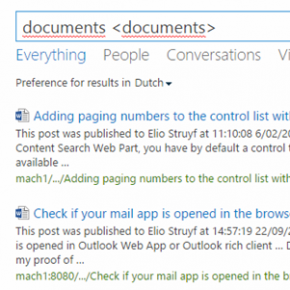 documents <documents>
Everything People Conversations Vi
Preference for results in Dutch
Adding paging numbers to the control list with
This post was published to Elio Struyf at 11:10:08 6/02/20
Content Search Web Part, you have by default a control t
available ...
mach1/.../Adding paging numbers to the control list with
Check if your mail app is opened in the brows
This post was published to Elio Struyf at 14:57:19 22/09/
is opened in Outlook Web App or Outlook rich client ... D
my proof of ...
mach1:8080/.../Check if your mail app is opened in the b